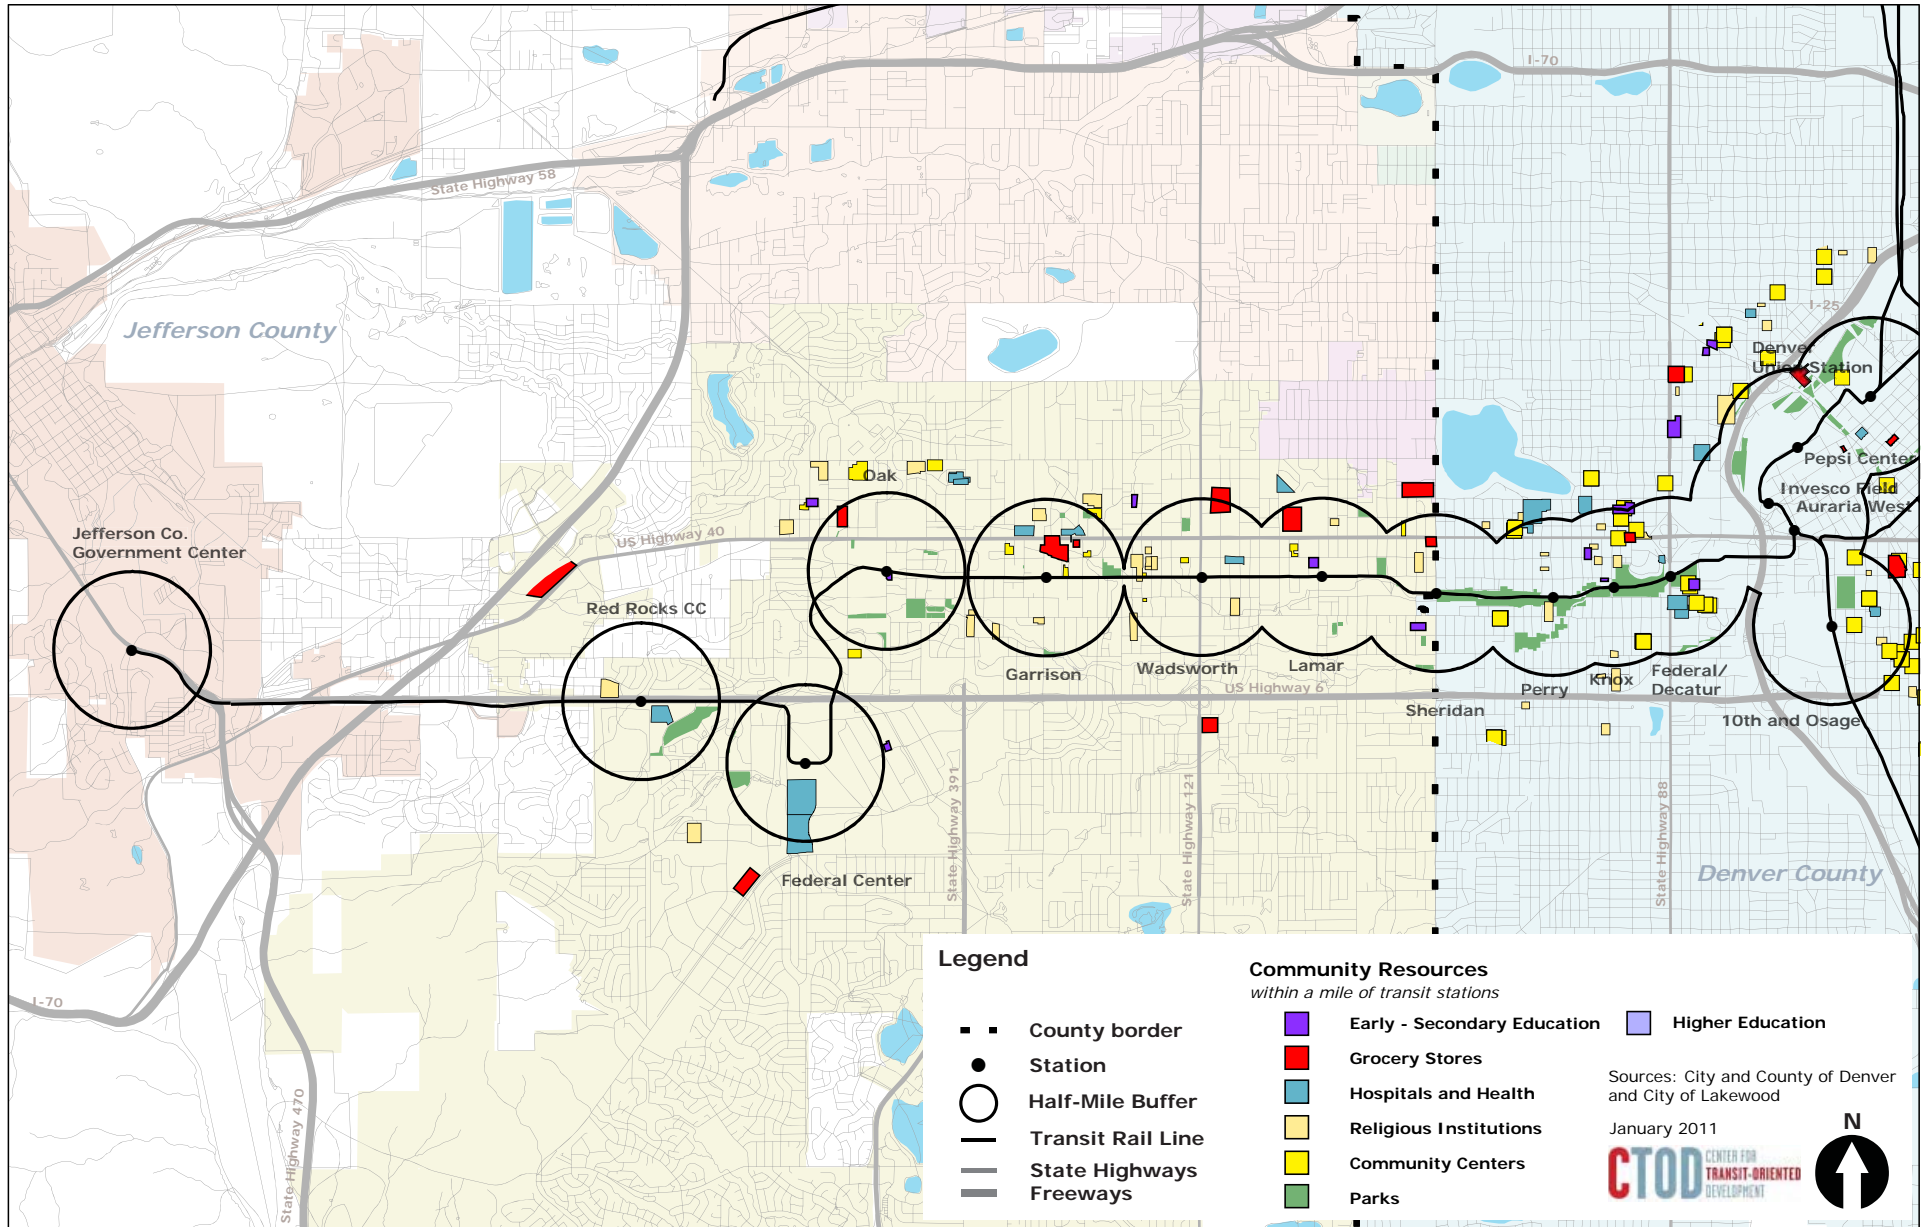 I-70
State Highway 58
Jefferson County
I-25
Denver
Union Station
Oak
Pepsi Center
Invesco Field
Auraria West
Jefferson Co.
Government Center
US Highway 40
Red Rocks CC
Garrison
Wadsworth
Lamar
Perry
Knox
Federal/
Decatur
US Highway 6
Sheridan
10th and Osage
State Highway 391
State Highway 121
State Highway 88
Federal Center
Denver County
I-70
State Highway 470
Legend
County border
Station
Half-Mile Buffer
Transit Rail Line
State Highways
Freeways
Community Resources
within a mile of transit stations
Early - Secondary Education
Higher Education
Grocery Stores
Hospitals and Health
Religious Institutions
Community Centers
Parks
Sources: City and County of Denver
and City of Lakewood
January 2011
N
CTOD
CENTER FOR
TRANSIT-ORIENTED
DEVELOPMENT